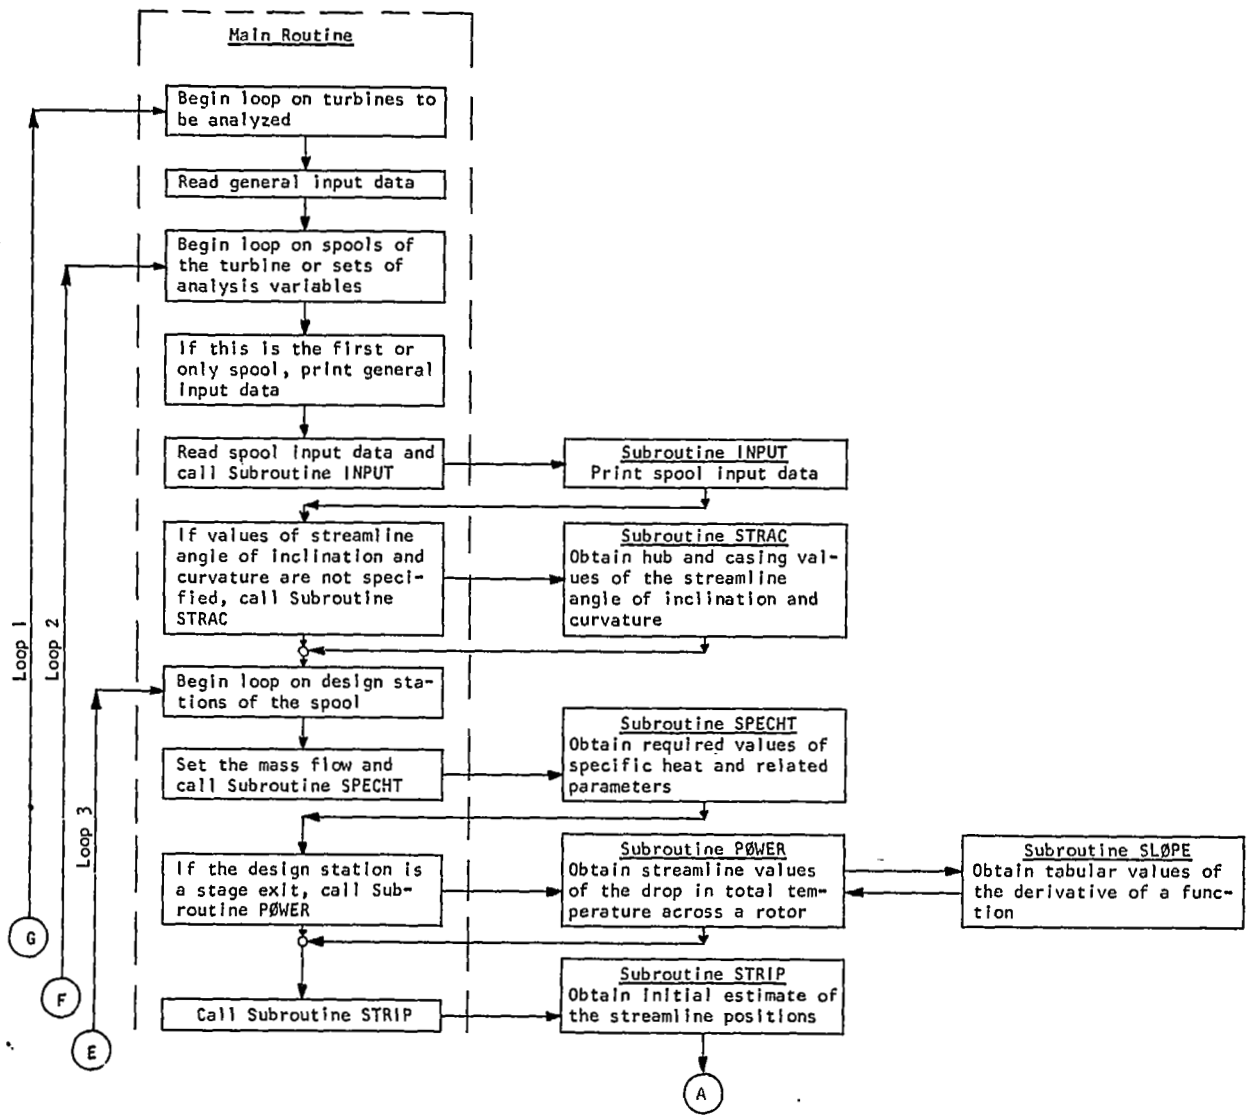 Main Routine
Begin loop on turbines to
be analyzed
Read general input data
Begin loop on spools of
the turbine or sets of
analysis variables
If this is the first or
only spool, print general
input data
Read spool input data and
call Subroutine INPUT
Subroutine INPUT
Print spool input data
If values of streamline
angle of inclination and
curvature are not speci-
fied, call Subroutine
STRAC
Subroutine STRAC
Obtain hub and casing val-
ues of the streamline
angle of inclination and
curvature
Loop 1
Loop 2
Begin loop on design sta-
tions of the spool
Set the mass flow and
call Subroutine SPECHT
Subroutine SPECHT
Obtain required values of
specific heat and related
parameters
Loop 3
If the design station is
a stage exit, call Sub-
routine PØWER
Subroutine PØWER
Obtain streamline values
of the drop in total tem-
perature across a rotor
Subroutine SLØPE
Obtain tabular values of
the derivative of a func-
tion
G
F
E
Call Subroutine STRIP
Subroutine STRIP
Obtain initial estimate of
the streamline positions
A